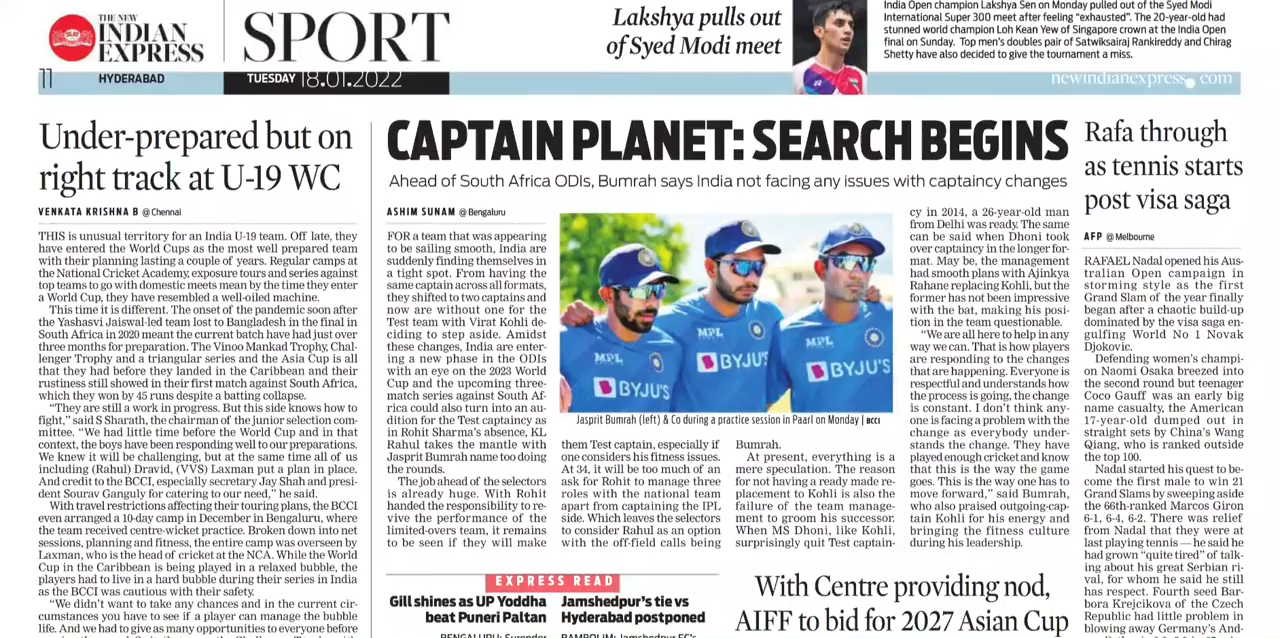 THE NEW
INDIAN
EXPRESS
SPORT
11
HYDERABAD
TUESDAY 18.01.2022
Lakshya pulls out
of Syed Modi meet
India Open champion Lakshya Sen on Monday pulled out of the Syed Modi
International Super 300 meet after feeling “exhausted”. The 20-year-old had
stunned world champion Loh Kean Yew of Singapore crown at the India Open
final on Sunday. Top men’s doubles pair of Satwiksairaj Rankireddy and Chirag
Shetty have also decided to give the tournament a miss.
newindianexpress.com
Under-prepared but on
right track at U-19 WC
VENKATA KRISHNA B @ Chennai
THIS is unusual territory for an India U-19 team. Off late, they
have entered the World Cups as the most well prepared team
with their planning lasting a couple of years. Regular camps at
the National Cricket Academy, exposure tours and series against
top teams to go with domestic meets mean by the time they enter
a World Cup, they have resembled a well-oiled machine.
This time it is different. The onset of the pandemic soon after
the Yashasvi Jaiswal-led team lost to Bangladesh in the final in
South Africa in 2020 meant the current batch have had just over
three months for preparation. The Vinoo Mankad Trophy, Chal-
lenger Trophy and a triangular series and the Asia Cup is all
that they had before they landed in the Caribbean and their
rustiness still showed in their first match against South Africa,
which they won by 45 runs despite a batting collapse.
“They are still a work in progress. But this side knows how to
fight,” said S Sharath, the chairman of the junior selection com-
mittee. “We had little time before the World Cup and in that
context, the boys have been responding well to our preparations.
We knew it will be challenging, but at the same time all of us
including (Rahul) Dravid, (VVS) Laxman put a plan in place.
And credit to the BCCI, especially secretary Jay Shah and presi-
dent Sourav Ganguly for catering to our need,” he said.
With travel restrictions affecting their touring plans, the BCCI
even arranged a 10-day camp in December in Bengaluru, where
the team received centre-wicket practice. Broken down into net
sessions, planning and fitness, the entire camp was overseen by
Laxman, who is the head of cricket at the NCA. While the World
Cup in the Caribbean is being played in a relaxed bubble, the
players had to live in a hard bubble during their series in India
as the BCCI was cautious with their safety.
“We didn’t want to take any chances and in the current cir-
cumstances you have to see if a player can manage the bubble
life. And we had to give as many opportunities to everyone before
CAPTAIN PLANET: SEARCH BEGINS
Ahead of South Africa ODIs, Bumrah says India not facing any issues with captaincy changes
ASHIM SUNAM @ Bengaluru
FOR a team that was appearing
to be sailing smooth, India are
suddenly finding themselves in
a tight spot. From having the
same captain across all formats,
they shifted to two captains and
now are without one for the
Test team with Virat Kohli de-
ciding to step aside. Amidst
these changes, India are enter-
ing a new phase in the ODIs
with an eye on the 2023 World
Cup and the upcoming three-
match series against South Af-
rica could also turn into an au-
dition for the Test captaincy as
in Rohit Sharma’s absence, KL
Rahul takes the mantle with
Jasprit Bumrah name too doing
the rounds.
The job ahead of the selectors
is already huge. With Rohit
handed the responsibility to re-
vive the performance of the
limited-overs team, it remains
to be seen if they will make
MPL
BYJU'S
MPL
BYJU'S
MPL
BYJU'S
Jasprit Bumrah (left) & Co during a practice session in Paarl on Monday | BCCI
them Test captain, especially if
one considers his fitness issues.
At 34, it will be too much of an
ask for Rohit to manage three
roles with the national team
apart from captaining the IPL
side. Which leaves the selectors
to consider Rahul as an option
with the off-field calls being
Bumrah.
At present, everything is a
mere speculation. The reason
for not having a ready made re-
placement to Kohli is also the
failure of the team manage-
ment to groom his successor.
When MS Dhoni, like Kohli,
surprisingly quit Test captain-
cy in 2014, a 26-year-old man
from Delhi was ready. The same
can be said when Dhoni took
over captaincy in the longer for-
mat. May be, the management
had smooth plans with Ajinkya
Rahane replacing Kohli, but the
former has not been impressive
with the bat, making his posi-
tion in the team questionable.
“We are all here to help in any
way we can. That is how players
are responding to the changes
that are happening. Everyone is
respectful and understands how
the process is going, the change
is constant. I don’t think any-
one is facing a problem with the
change as everybody under-
stands the change. They have
played enough cricket and know
that this is the way the game
goes. This is the way one has to
move forward,” said Bumrah,
who also praised outgoing-cap-
tain Kohli for his energy and
bringing the fitness culture
during his leadership.
Rafa through
as tennis starts
post visa saga
AFP @ Melbourne
RAFAEL Nadal opened his Aus-
tralian Open campaign in
storming style as the first
Grand Slam of the year finally
began after a chaotic build-up
dominated by the visa saga en-
gulfing World No 1 Novak
Djokovic.
Defending women’s champi-
on Naomi Osaka breezed into
the second round but teenager
Coco Gauff was an early big
name casualty, the American
17-year-old dumped out in
straight sets by China’s Wang
Qiang, who is ranked outside
the top 100.
Nadal started his quest to be-
come the first male to win 21
Grand Slams by sweeping aside
the 66th-ranked Marcos Giron
6-1, 6-4, 6-2. There was relief
from Nadal that they were at
last playing tennis — he said he
had grown “quite tired” of talk-
ing about his great Serbian ri-
val, for whom he said he still
has respect. Fourth seed Bar-
bora Krejcikova of the Czech
Republic had little problem in
blowing away Germany’s And-
EXPRESS READ
Gill shines as UP Yoddha
beat Puneri Paltan
BENGALURU: Surender
Jamshedpur’s tie vs
Hyderabad postponed
BAMBOLIM: Jamshedpur FC’s
With Centre providing nod,
AIFF to bid for 2027 Asian Cup